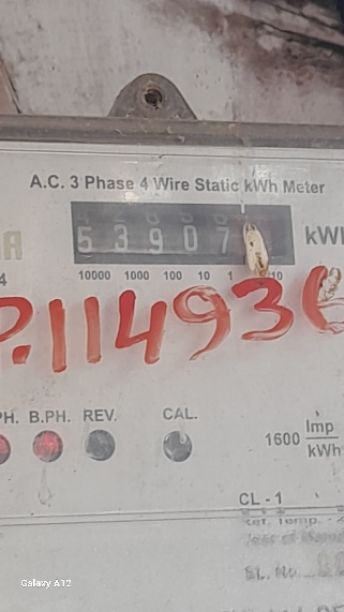 A.C. 3 Phase 4 Wire Static kWh Meter
53907
10000 1000 100 10 1
P.114936
B.PH. REV. CAL.
1600 Imp
kWh
CL - 1
Galaxy A12